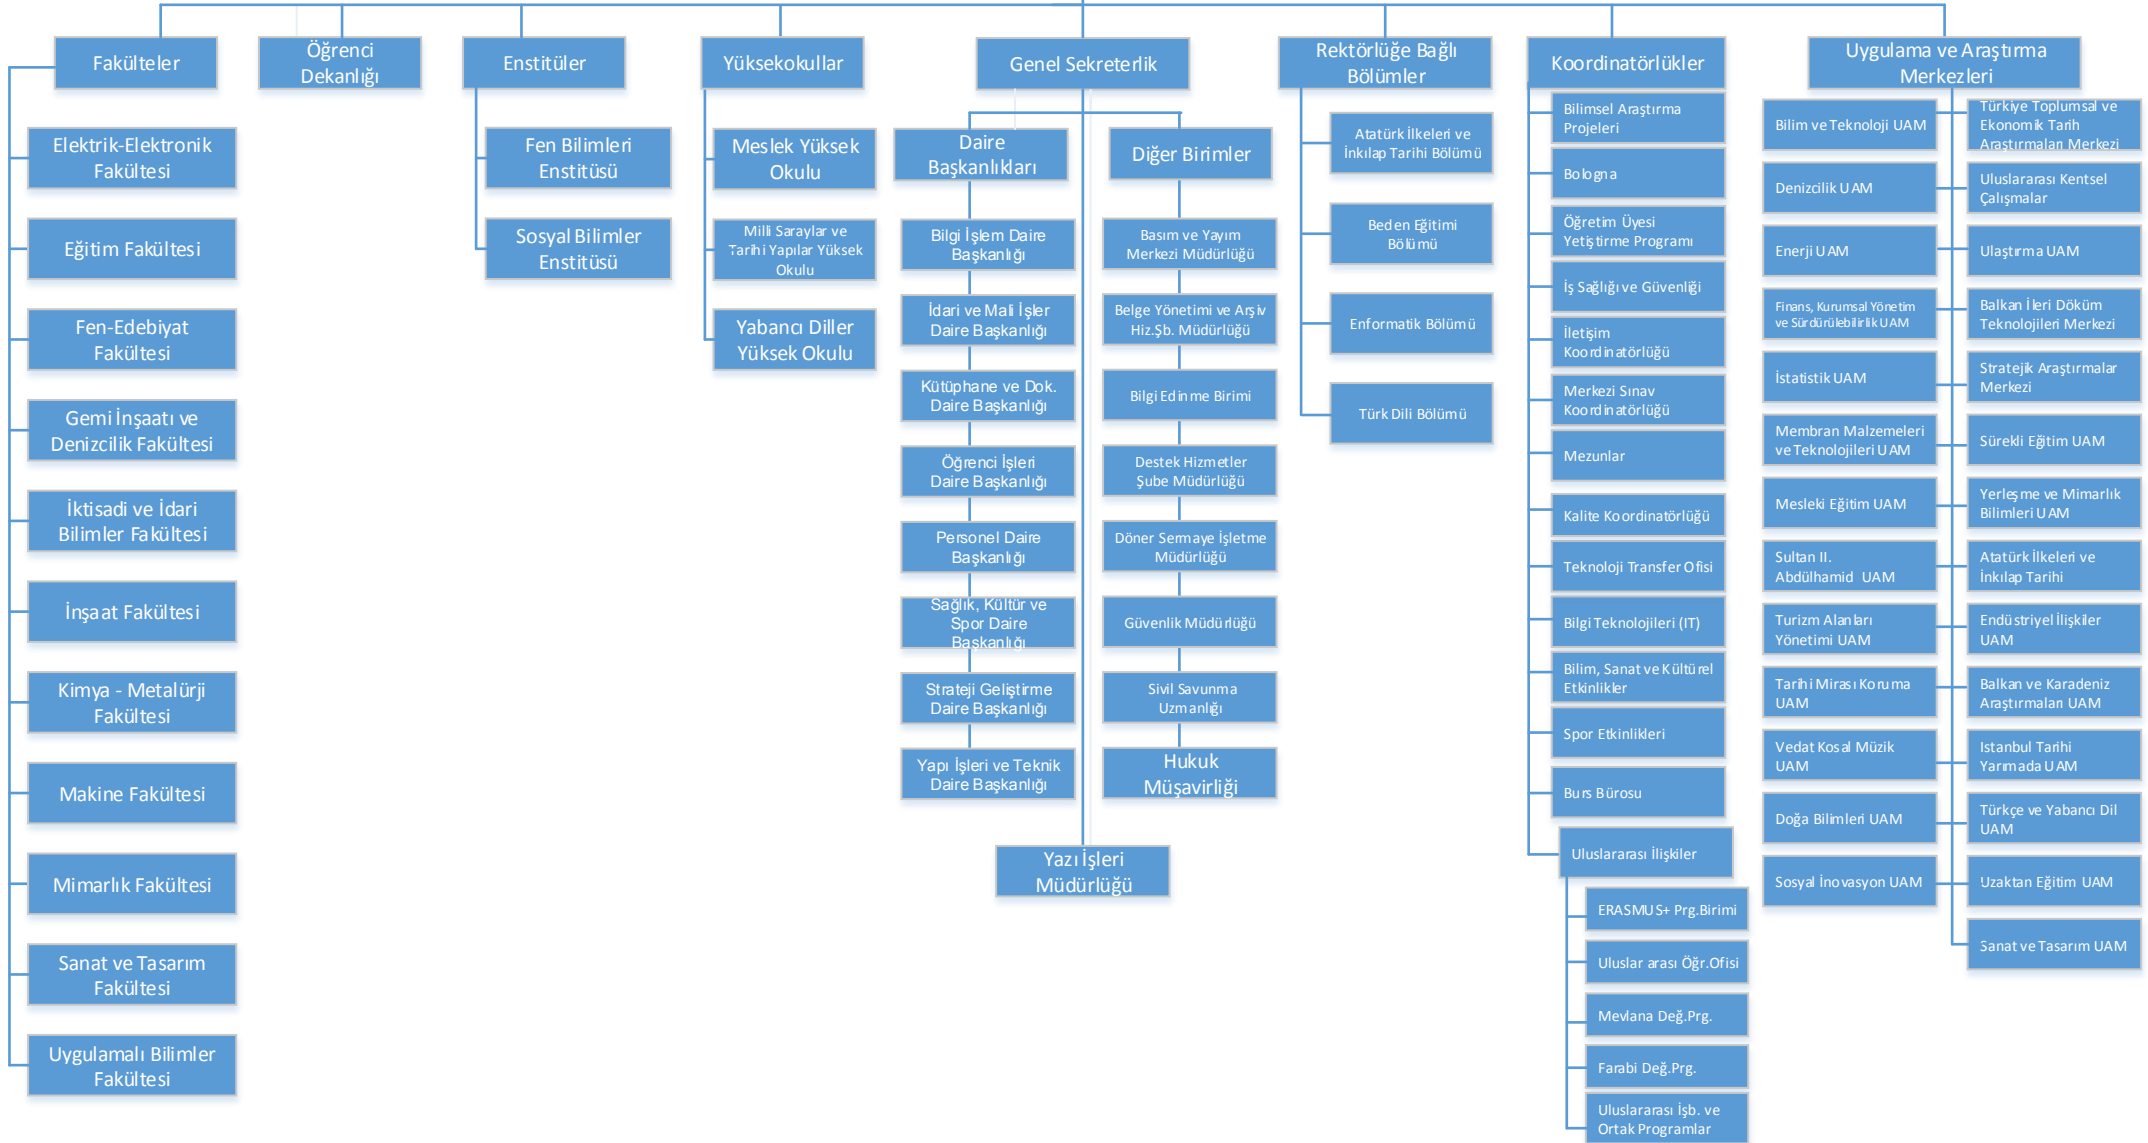 Fakülteler
Elektrik-Elektronik
Fakültesi
Eğitim Fakültesi
Fen-Edebiyat
Fakültesi
Gemi İnşaatı ve
Denizcilik Fakültesi
İktisadi ve İdari
Bilimler Fakültesi
İnşaat Fakültesi
Kimya - Metalürji
Fakültesi
Makine Fakültesi
Mimarlık Fakültesi
Sanat ve Tasarım
Fakültesi
Uygulamalı Bilimler
Fakültesi
Öğrenci
Dekanlığı
Enstitüler
Fen Bilimleri
Enstitüsü
Sosyal Bilimler
Enstitüsü
Yüksekokullar
Meslek Yüksek
Okulu
Milli Saraylar ve
Tarihi Yapılar Yüksek
Okulu
Yabancı Diller
Yüksek Okulu
Genel Sekreterlik
Daire
Başkanlıkları
Bilgi İşlem Daire
Başkanlığı
İdari ve Mali İşler
Daire Başkanlığı
Kütüphane ve Dok.
Daire Başkanlığı
Öğrenci İşleri
Daire Başkanlığı
Personel Daire
Başkanlığı
Sağlık, Kültür ve
Spor Daire
Başkanlığı
Strateji Geliştirme
Daire Başkanlığı
Yapı İşleri ve Teknik
Daire Başkanlığı
Diğer Birimler
Basım ve Yayım
Merkezi Müdürlüğü
Belge Yönetimi ve Arşiv
Hiz.Şb. Müdürlüğü
Bilgi Edinme Birimi
Destek Hizmetler
Şube Müdürlüğü
Döner Sermaye İşletme
Müdürlüğü
Güvenlik Müdürlüğü
Sivil Savunma
Uzmanlığı
Hukuk
Müşavirliği
Yazı İşleri
Müdürlüğü
Rektörlüğe Bağlı
Bölümler
Atatürk İlkeleri ve
İnkılap Tarihi Bölümü
Beden Eğitimi
Bölümü
Enformatik Bölümü
Türk Dili Bölümü
Koordinatörlükler
Bilimsel Araştırma
Projeleri
Bologna
Öğretim Üyesi
Yetiştirme Programı
İş Sağlığı ve Güvenliği
İletişim
Koordinatörlüğü
Merkezi Sınav
Koordinatörlüğü
Mezunlar
Kalite Koordinatörlüğü
Teknoloji Transfer Ofisi
Bilgi Teknolojileri (IT)
Bilim, Sanat ve Kültürel
Etkinlikler
Spor Etkinlikleri
Burs Bürosu
Uluslararası İlişkiler
ERASMUS+ Prg.Birimi
Uluslar arası Öğr.Ofisi
Mevlana Değ.Prg.
Farabi Değ.Prg.
Uluslararası İşb. ve
Ortak Programlar
Uygulama ve Araştırma
Merkezleri
Bilim ve Teknoloji UAM
Denizcilik UAM
Enerji UAM
Finans, Kurumsal Yönetim
ve Sürdürülebilirlik UAM
İstatistik UAM
Membran Malzemeleri
ve Teknolojileri UAM
Mesleki Eğitim UAM
Sultan II.
Abdülhamid UAM
Turizm Alanları
Yönetimi UAM
Tarihi Mirası Koruma
UAM
Vedat Kosal Müzik
UAM
Doğa Bilimleri UAM
Sosyal İnovasyon UAM
Türkiye Toplumsal ve
Ekonomik Tarih
Araştırmaları Merkezi
Uluslararası Kentsel
Çalışmalar
Ulaştırma UAM
Balkan İleri Döküm
Teknolojileri Merkezi
Stratejik Araştırmalar
Merkezi
Sürekli Eğitim UAM
Yerleşme ve Mimarlık
Bilimleri UAM
Atatürk İlkeleri ve
İnkılap Tarihi
Endüstriyel İlişkiler
UAM
Balkan ve Karadeniz
Araştırmaları UAM
Istanbul Tarihi
Yarımada UAM
Türkçe ve Yabancı Dil
UAM
Uzaktan Eğitim UAM
Sanat ve Tasarım UAM